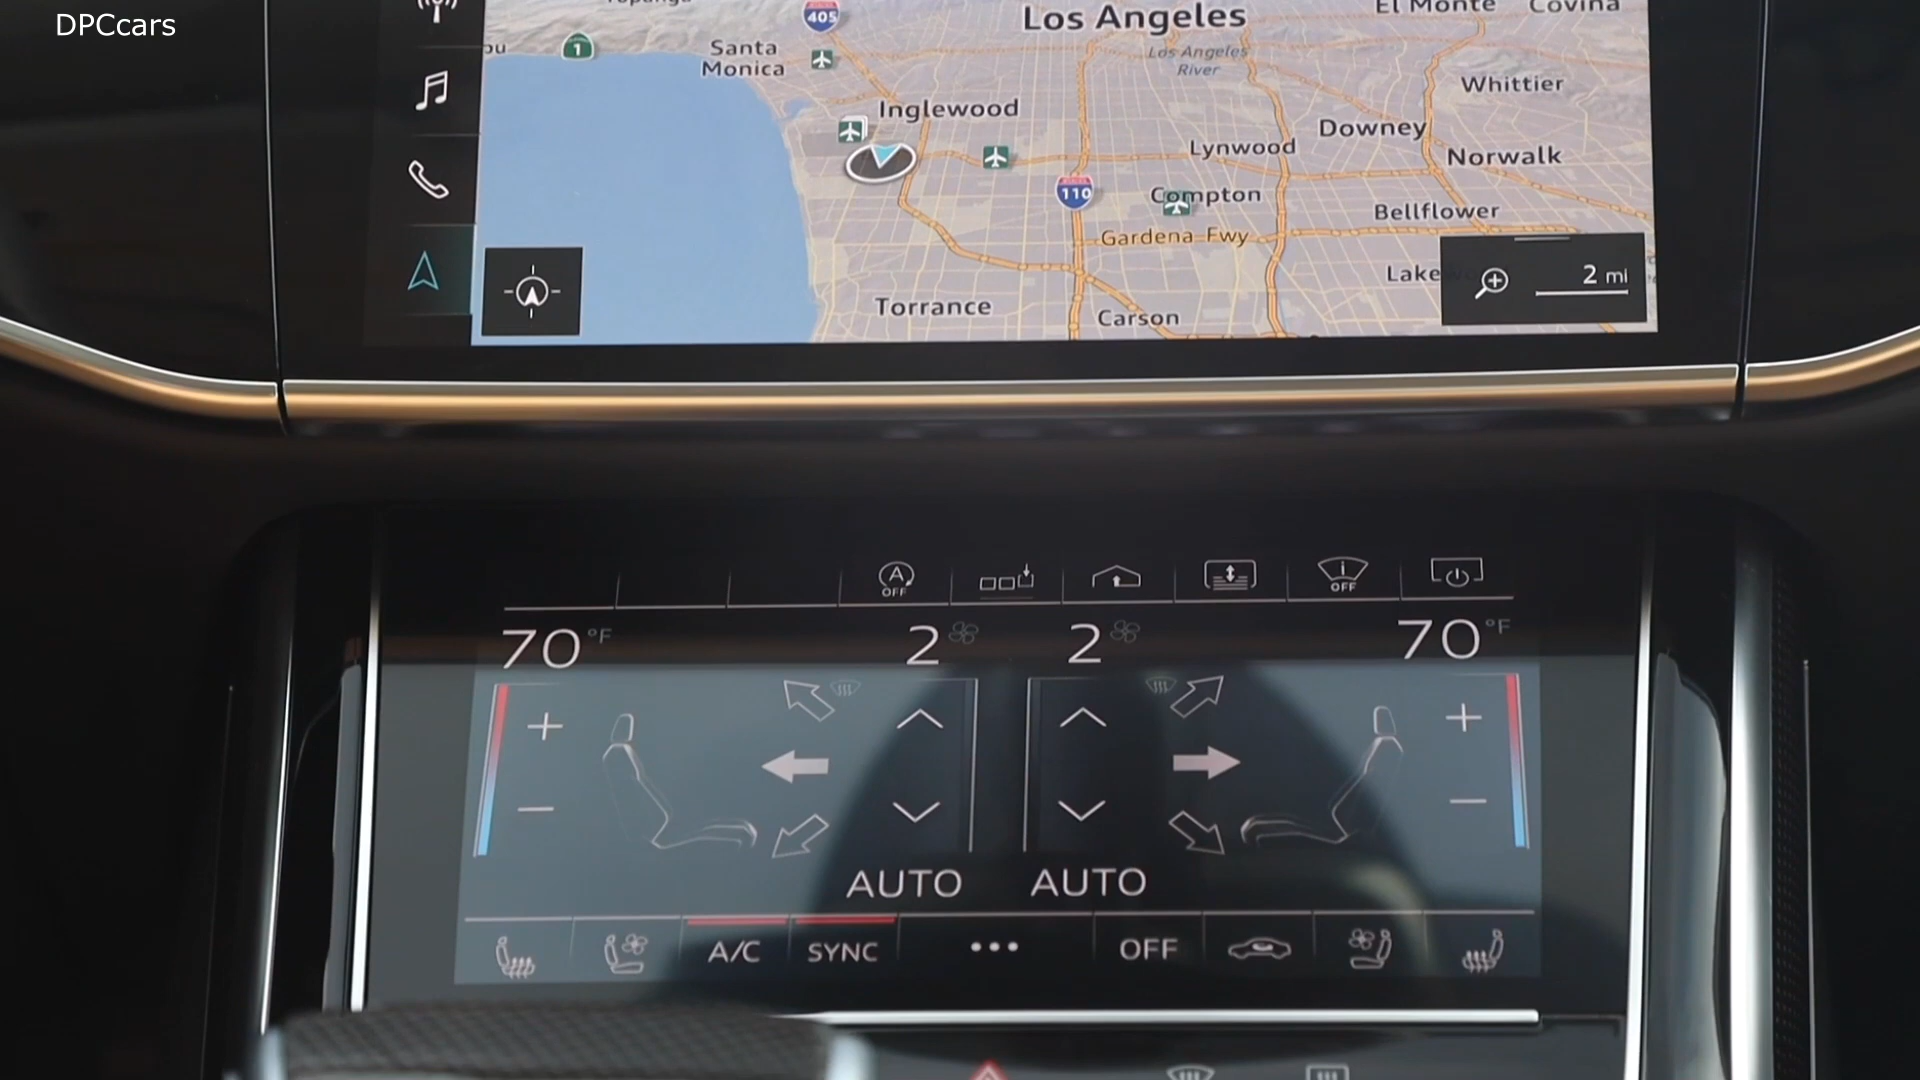 DPCcars
405
Los Angeles
El Monte
Covina
1
Santa
Monica
Los Angeles
River
Whittier
Inglewood
Downey
Lynwood
Norwalk
110
Compton
Bellflower
Gardena Fwy
Lake
2 mi
Torrance
Carson
A
OFF
OFF
70 °F
2
2
70 °F
AUTO
AUTO
A/C
SYNC
OFF